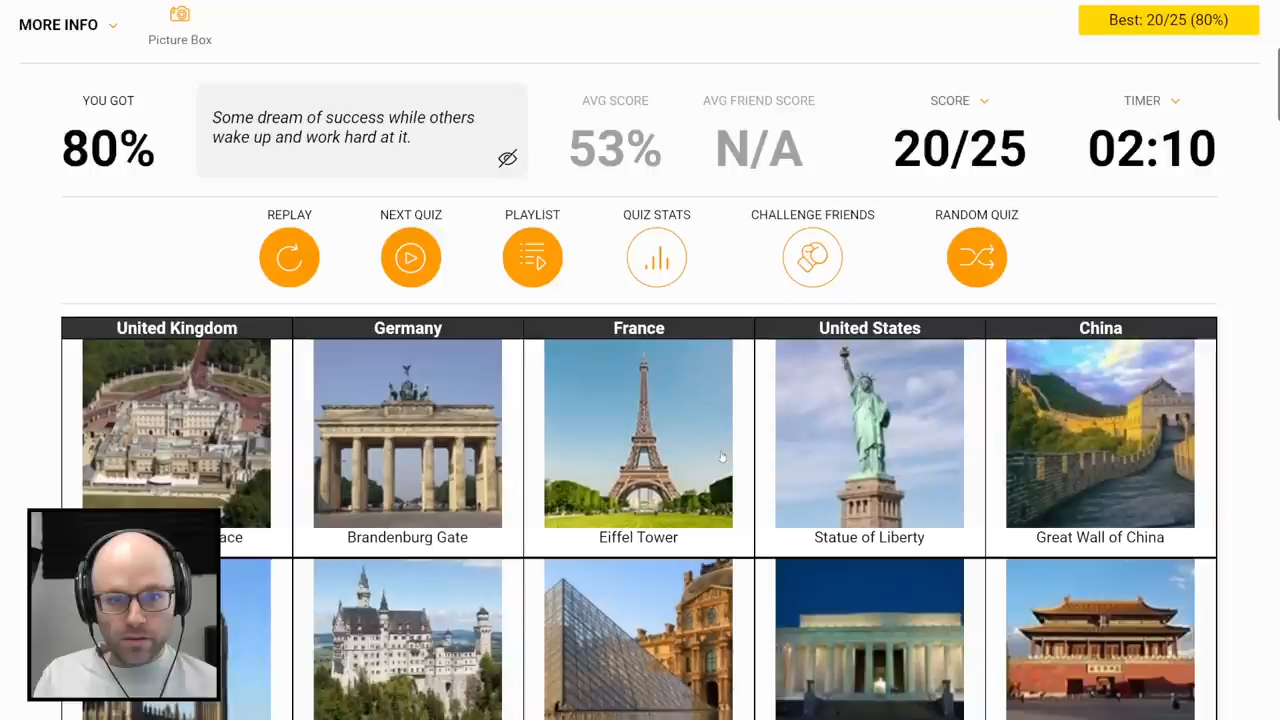 MORE INFO
Picture Box
Best: 20/25 (80%)
YOU GOT
80%
Some dream of success while others
wake up and work hard at it.
AVG SCORE
53%
AVG FRIEND SCORE
N/A
SCORE
20/25
TIMER
02:10
REPLAY
NEXT QUIZ
PLAYLIST
QUIZ STATS
CHALLENGE FRIENDS
RANDOM QUIZ
United Kingdom
Germany
France
United States
China
ace
Brandenburg Gate
Eiffel Tower
Statue of Liberty
Great Wall of China